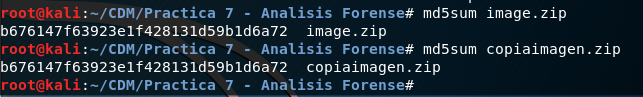 root@kali:~/CDM/Practica 7 - Analisis Forense# md5sum image.zip
b676147f63923e1f428131d59b1d6a72  image.zip
root@kali:~/CDM/Practica 7 - Analisis Forense# md5sum copiaimagen.zip
b676147f63923e1f428131d59b1d6a72  copiaimagen.zip
root@kali:~/CDM/Practica 7 - Analisis Forense#